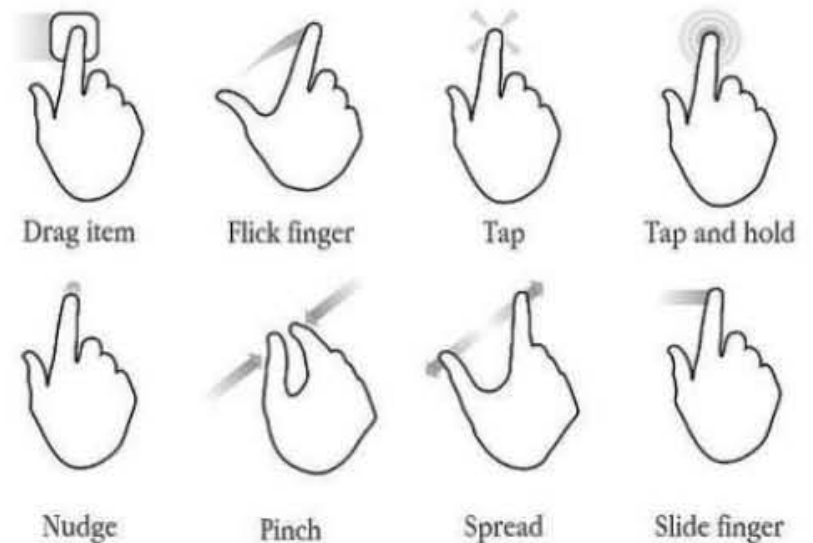 Drag item
Flick finger
Tap
Tap and hold
Nudge
Pinch
Spread
Slide finger